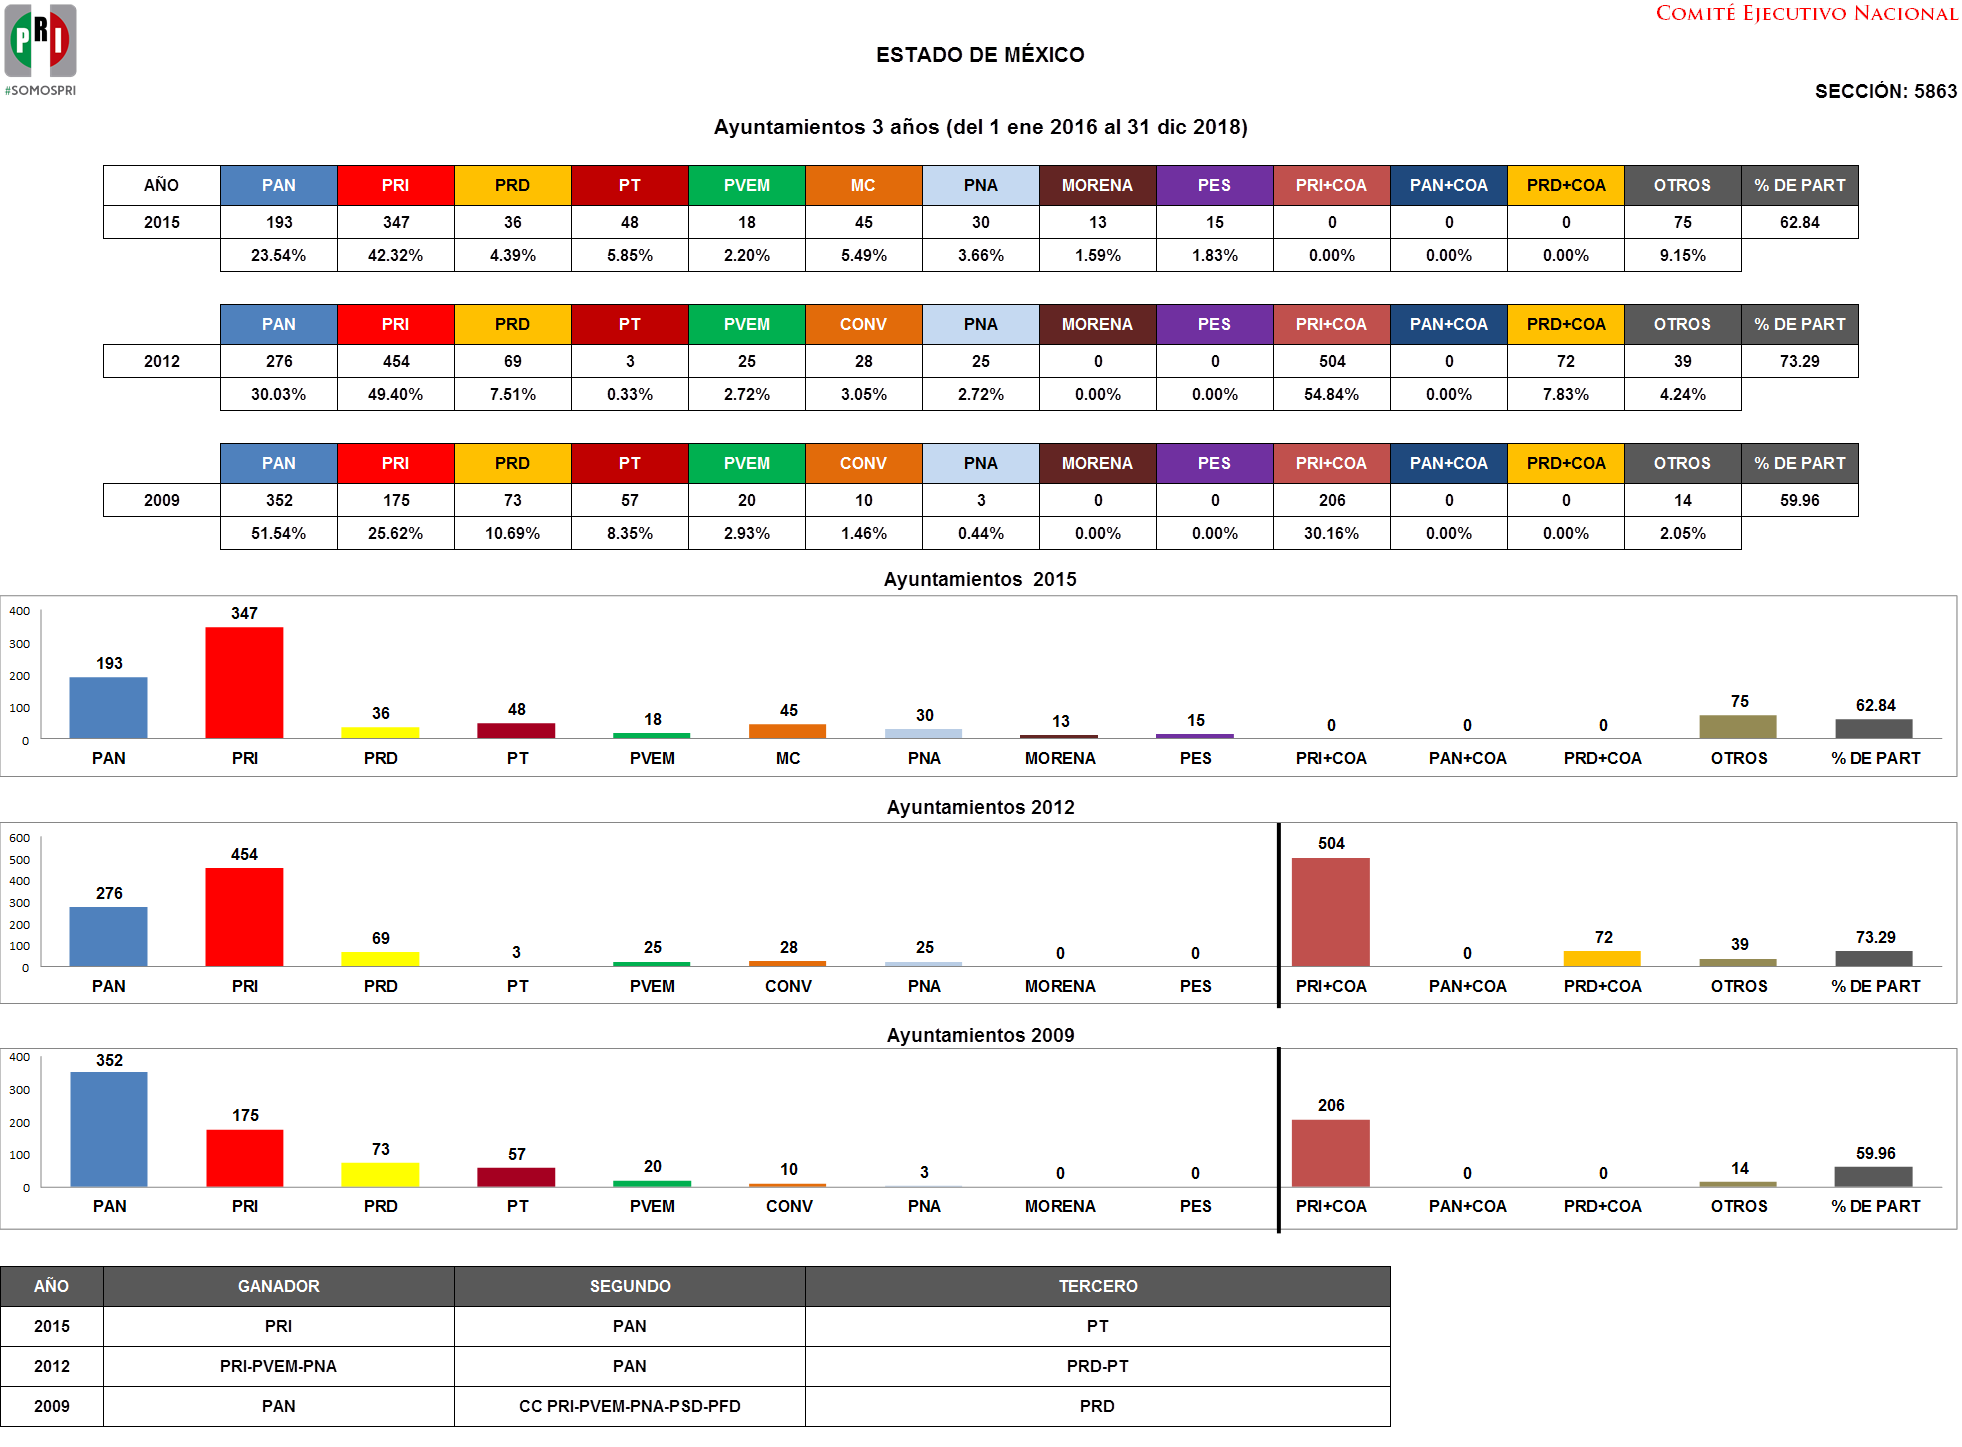 PRI
#SOMOSPRI
COMITÉ EJECUTIVO NACIONAL
ESTADO DE MÉXICO
SECCIÓN: 5863
Ayuntamientos 3 años (del 1 ene 2016 al 31 dic 2018)
AÑO PAN PRI PRD PT PVEM MC PNA MORENA PES PRI+COA PAN+COA PRD+COA OTROS % DE PART
2015 193 347 36 48 18 45 30 13 15 0 0 0 75 62.84
23.54% 42.32% 4.39% 5.85% 2.20% 5.49% 3.66% 1.59% 1.83% 0.00% 0.00% 0.00% 9.15%
PAN PRI PRD PT PVEM CONV PNA MORENA PES PRI+COA PAN+COA PRD+COA OTROS % DE PART
2012 276 454 69 3 25 28 25 0 0 504 0 72 39 73.29
30.03% 49.40% 7.51% 0.33% 2.72% 3.05% 2.72% 0.00% 0.00% 54.84% 0.00% 7.83% 4.24%
PAN PRI PRD PT PVEM CONV PNA MORENA PES PRI+COA PAN+COA PRD+COA OTROS % DE PART
2009 352 175 73 57 20 10 3 0 0 206 0 0 14 59.96
51.54% 25.62% 10.69% 8.35% 2.93% 1.46% 0.44% 0.00% 0.00% 30.16% 0.00% 0.00% 2.05%
Ayuntamientos 2015
400
300
200
100
0
193 347 36 48 18 45 30 13 15 0 0 0 75 62.84
PAN PRI PRD PT PVEM MC PNA MORENA PES PRI+COA PAN+COA PRD+COA OTROS % DE PART
Ayuntamientos 2012
600
500
400
300
200
100
0
276 454 69 3 25 28 25 0 0 504 0 72 39 73.29
PAN PRI PRD PT PVEM CONV PNA MORENA PES PRI+COA PAN+COA PRD+COA OTROS % DE PART
Ayuntamientos 2009
400
300
200
100
0
352 175 73 57 20 10 3 0 0 206 0 0 14 59.96
PAN PRI PRD PT PVEM CONV PNA MORENA PES PRI+COA PAN+COA PRD+COA OTROS % DE PART
AÑO GANADOR SEGUNDO TERCERO
2015 PRI PAN PT
2012 PRI-PVEM-PNA PAN PRD-PT
2009 PAN CC PRI-PVEM-PNA-PSD-PFD PRD